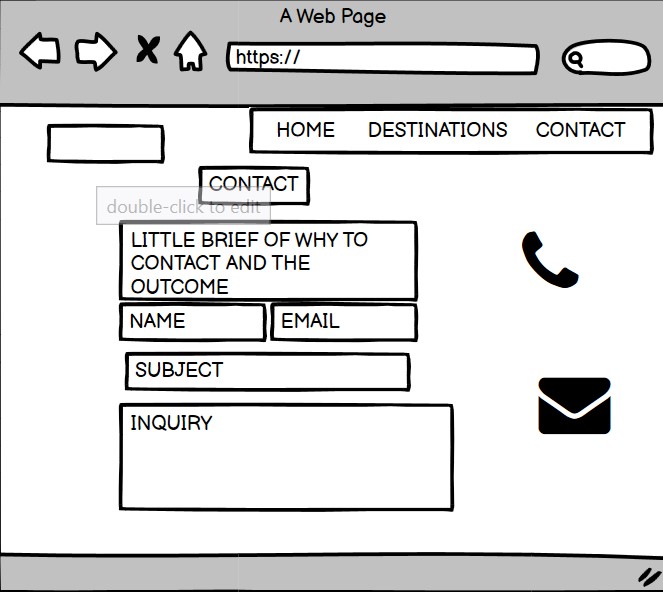 A Web Page
https://
HOME DESTINATIONS CONTACT
CONTACT
double-click to edit
LITTLE BRIEF OF WHY TO
CONTACT AND THE
OUTCOME
NAME EMAIL
SUBJECT
INQUIRY